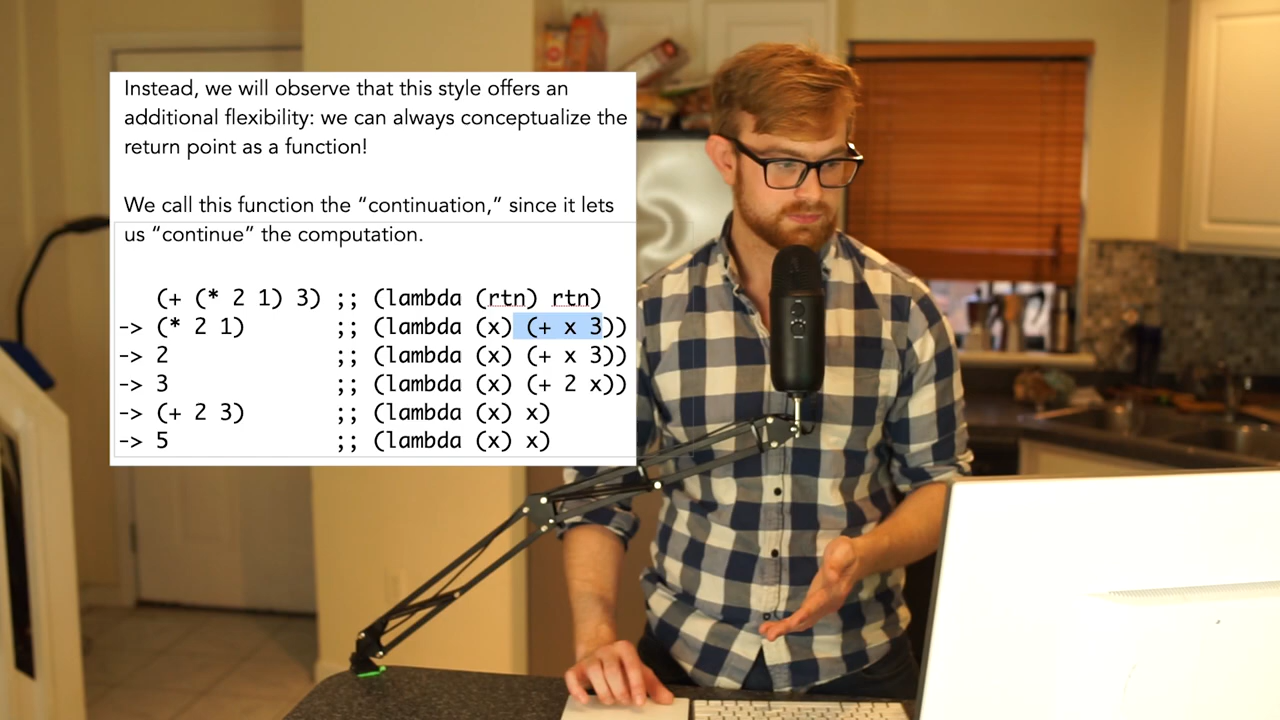 Instead, we will observe that this style offers an
additional flexibility: we can always conceptualize the
return point as a function!
We call this function the “continuation,” since it lets
us “continue” the computation.
(+ (* 2 1) 3) ;; (lambda (rtn) rtn)
-> (* 2 1) ;; (lambda (x) (+ x 3))
-> 2 ;; (lambda (x) (+ x 3))
-> 3 ;; (lambda (x) (+ 2 x))
-> (+ 2 3) ;; (lambda (x) x)
-> 5 ;; (lambda (x) x)